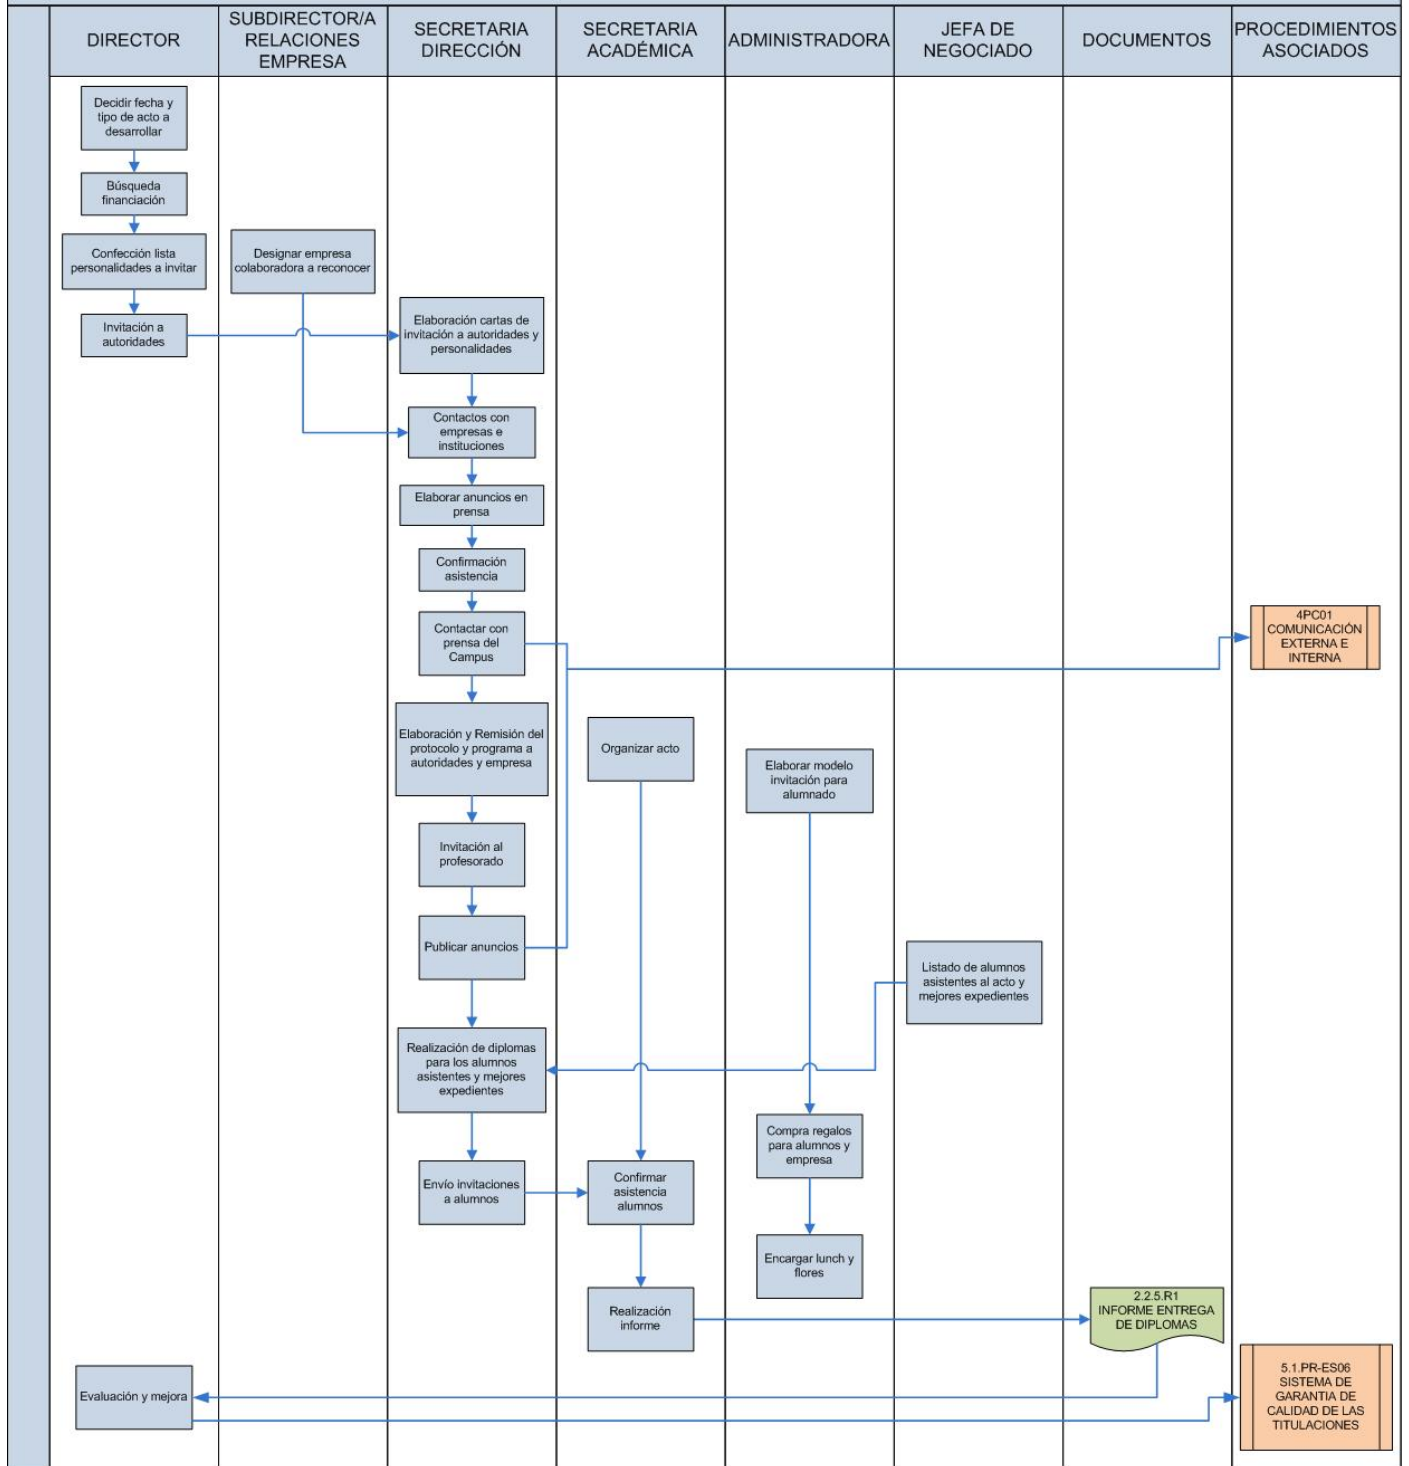 DIRECTOR
SUBDIRECTOR/A
RELACIONES
EMPRESA
SECRETARIA
DIRECCIÓN
SECRETARIA
ACADÉMICA
ADMINISTRADORA
JEFA DE
NEGOCIADO
DOCUMENTOS
PROCEDIMIENTOS
ASOCIADOS
Decidir fecha y
tipo de acto a
desarrollar
Búsqueda
financiación
Confección lista
personalidades a invitar
Designar empresa
colaboradora a reconocer
Invitación a
autoridades
Elaboración cartas de
invitación a autoridades y
personalidades
Contactos con
empresas e
instituciones
Elaborar anuncios en
prensa
Confirmación
asistencia
Contactar con
prensa del
Campus
4PC01
COMUNICACIÓN
EXTERNA E
INTERNA
Elaboración y Remisión del
protocolo y programa a
autoridades y empresa
Organizar acto
Elaborar modelo
invitación para
alumnado
Invitación al
profesorado
Publicar anuncios
Listado de alumnos
asistentes al acto y
mejores expedientes
Realización de diplomas
para los alumnos
asistentes y mejores
expedientes
Compra regalos
para alumnos y
empresa
Envío invitaciones
a alumnos
Confirmar
asistencia
alumnos
Encargar lunch y
flores
Realización
informe
2.2.5.R1
INFORME ENTREGA
DE DIPLOMAS
Evaluación y mejora
5.1.PR-ES06
SISTEMA DE
GARANTIA DE
CALIDAD DE LAS
TITULACIONES